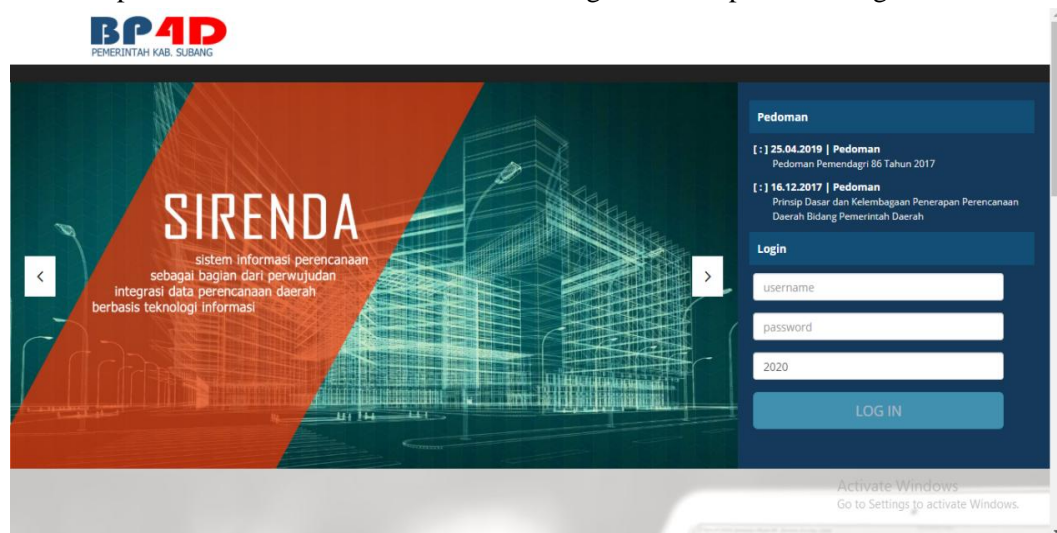 BP4D
PEMERINTAH KAB. SUBANG
SIRENDA
sistem informasi perencanaan
sebagai bagian dari perwujudan
integrasi data perencanaan daerah
berbasis teknologi informasi
Pedoman
[ : ] 25.04.2019 | Pedoman
Pedoman Pemendagri 86 Tahun 2017
[ : ] 16.12.2017 | Pedoman
Prinsip Dasar dan Kelembagaan Penerapan Perencanaan
Daerah Bidang Pemerintah Daerah
Login
username
password
2020
LOG IN
Activate Windows
Go to Settings to activate Windows.